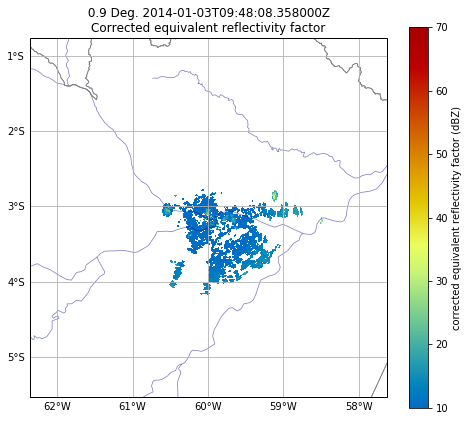 0.9 Deg. 2014-01-03T09:48:08.358000Z
Corrected equivalent reflectivity factor
1°S
2°S
3°S
4°S
5°S
62°W 61°W 60°W 59°W 58°W
70
60
50
40
30
20
10
corrected equivalent reflectivity factor (dBZ)